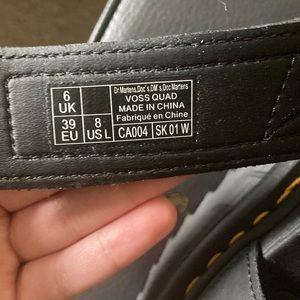 6
UK
39
EU
8
US L
Dr.Martens,Doc's,DM's,Doc Martens
VOSS QUAD
MADE IN CHINA
Fabriqué en Chine
CA004
SK 01 W